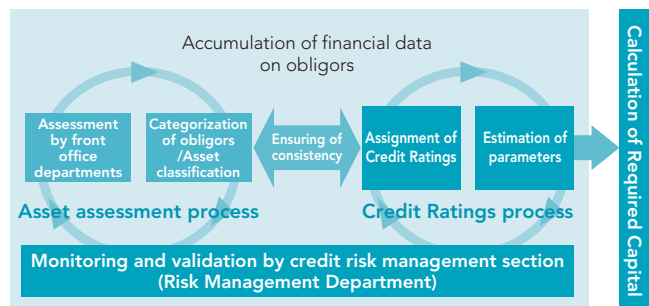 Accumulation of financial data
on obligors
Assessment
by front
office
departments
Categorization
of obligors
/Asset
classification
Ensuring of
consistency
Assignment of
Credit Ratings
Estimation of
parameters
Asset assessment process
Credit Ratings process
Monitoring and validation by credit risk management section
(Risk Management Department)
Calculation of Required Capital